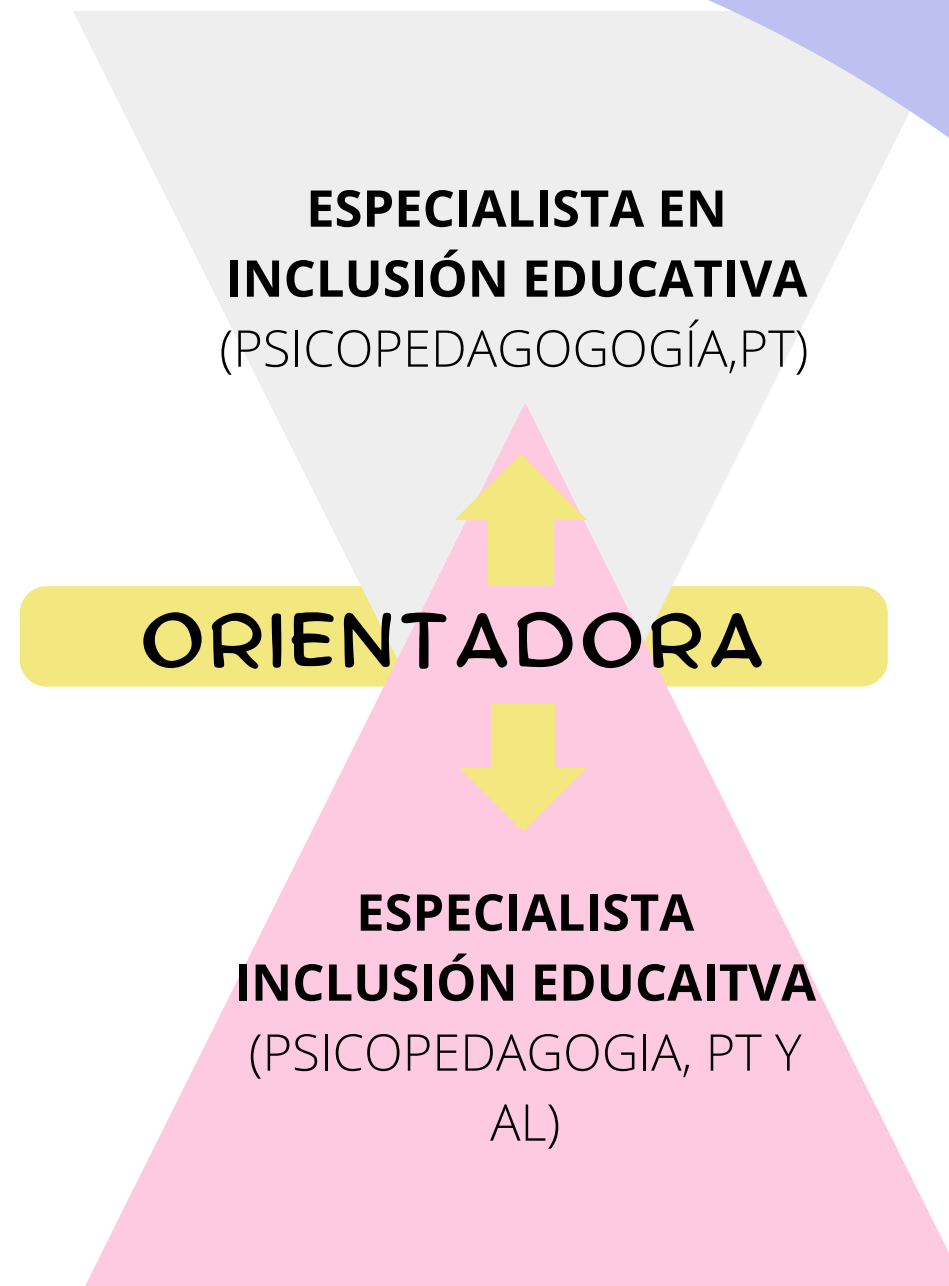 ESPECIALISTA EN
INCLUSIÓN EDUCATIVA
(PSICOPEDAGOGOGÍA,PT)
ORIENTADORA
ESPECIALISTA
INCLUSIÓN EDUCAITVA
(PSICOPEDAGOGIA, PT Y
AL)